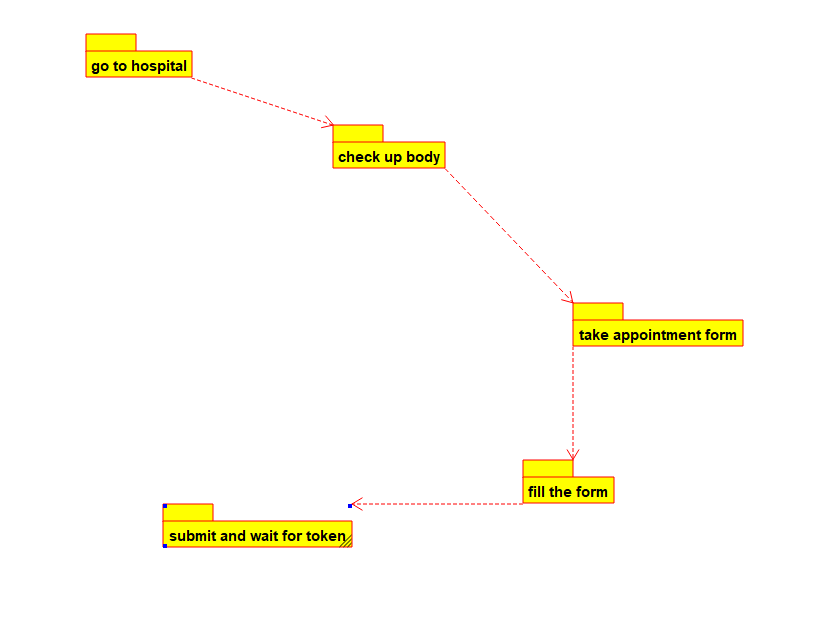 go to hospital
check up body
take appointment form
fill the form
submit and wait for token